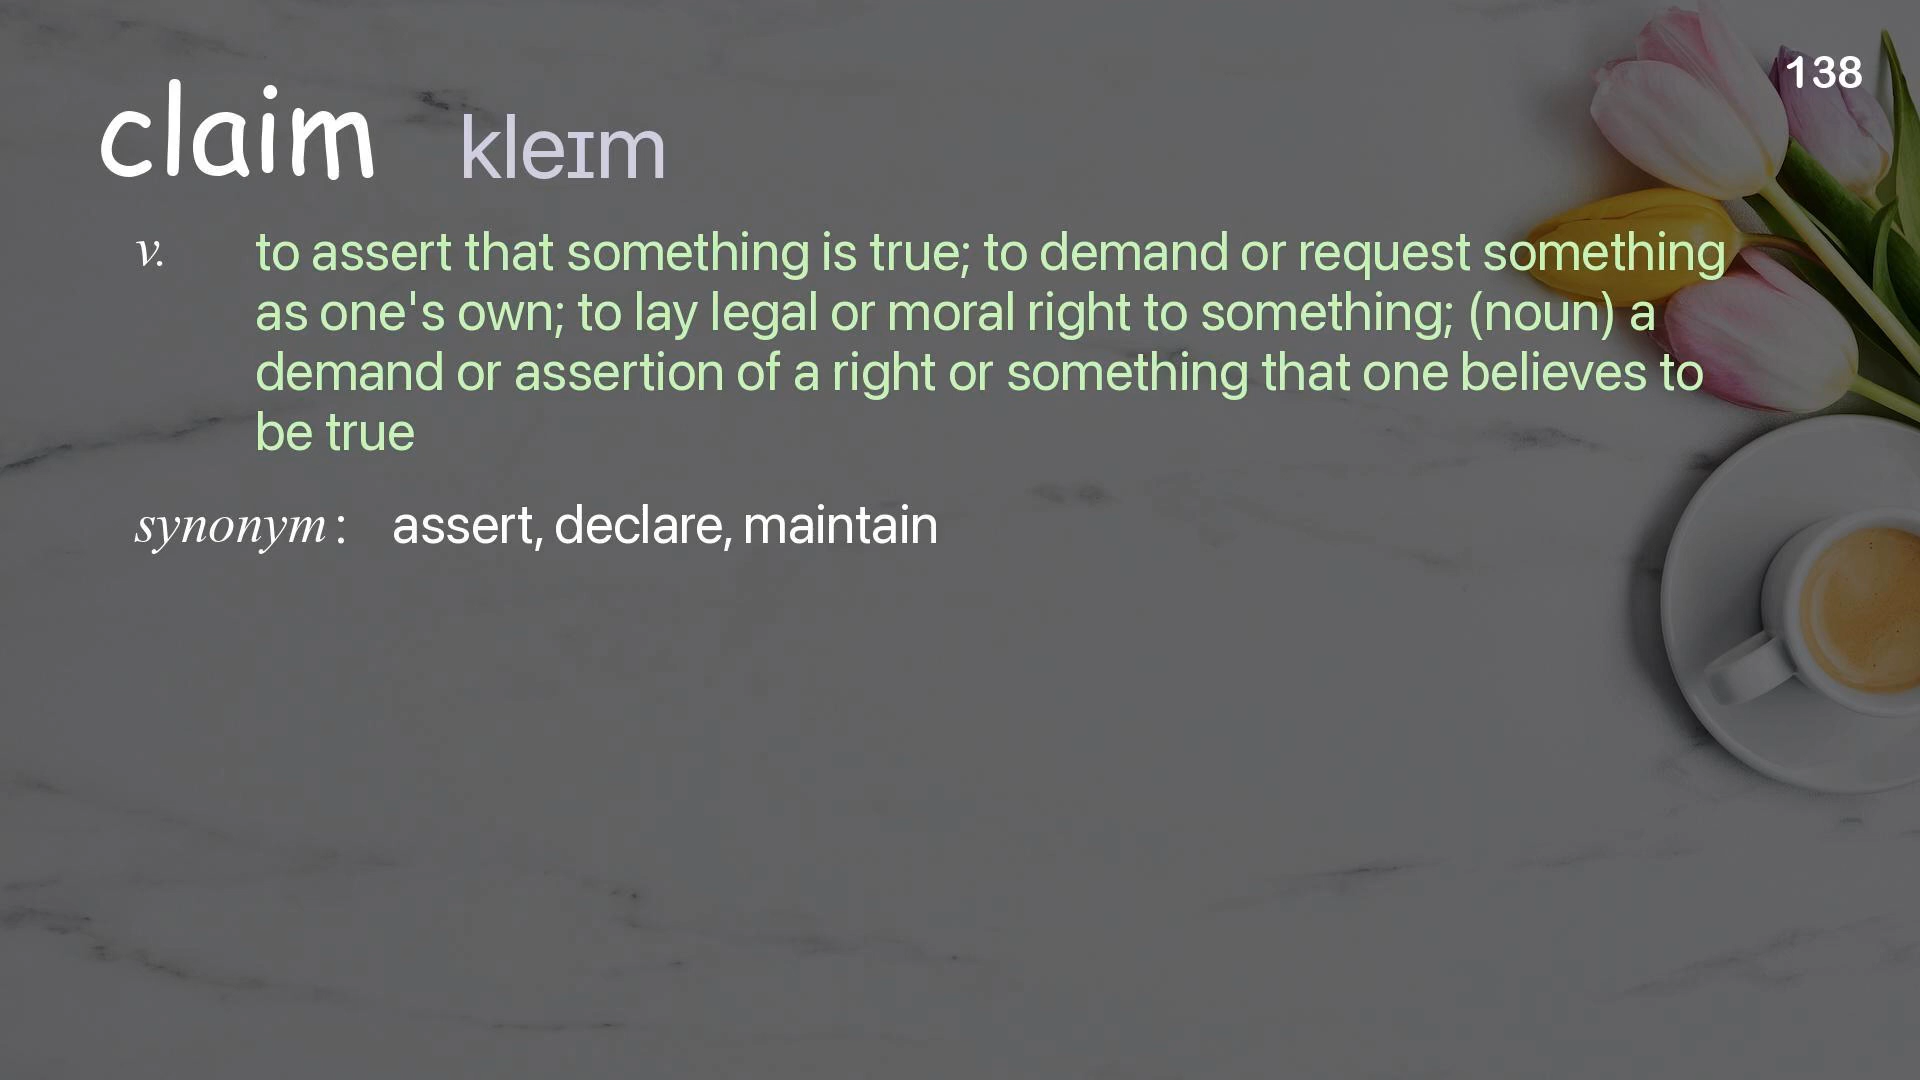 138
claim kleɪm
v. to assert that something is true; to demand or request something
as one's own; to lay legal or moral right to something; (noun) a
demand or assertion of a right or something that one believes to
be true
synonym : assert, declare, maintain